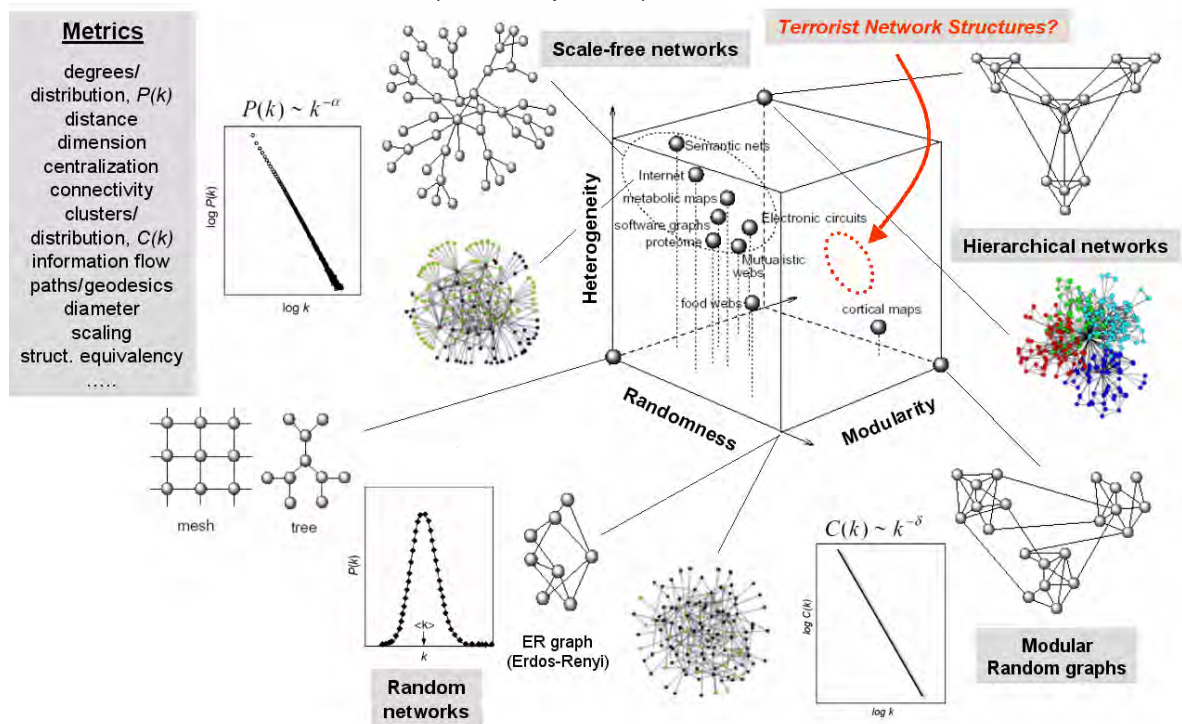 Metrics
degrees/
distribution, P(k)
distance
dimension
centralization
connectivity
clusters/
distribution, C(k)
information flow
paths/geodesics
diameter
scaling
struct. equivalency
.....
P(k) ~ k^{-α}
log P(k)
log k
Scale-free networks
Terrorist Network Structures?
Heterogeneity
Semantic nets
Internet
metabolic maps
software graphs
Electronic circuits
proteome
Mutualistic
webs
food webs
cortical maps
Randomness
Modularity
Hierarchical networks
mesh
tree
P(k)
<k>
k
Random
networks
ER graph
(Erdos-Renyi)
C(k) ~ k^{-δ}
log C(k)
log k
Modular
Random graphs